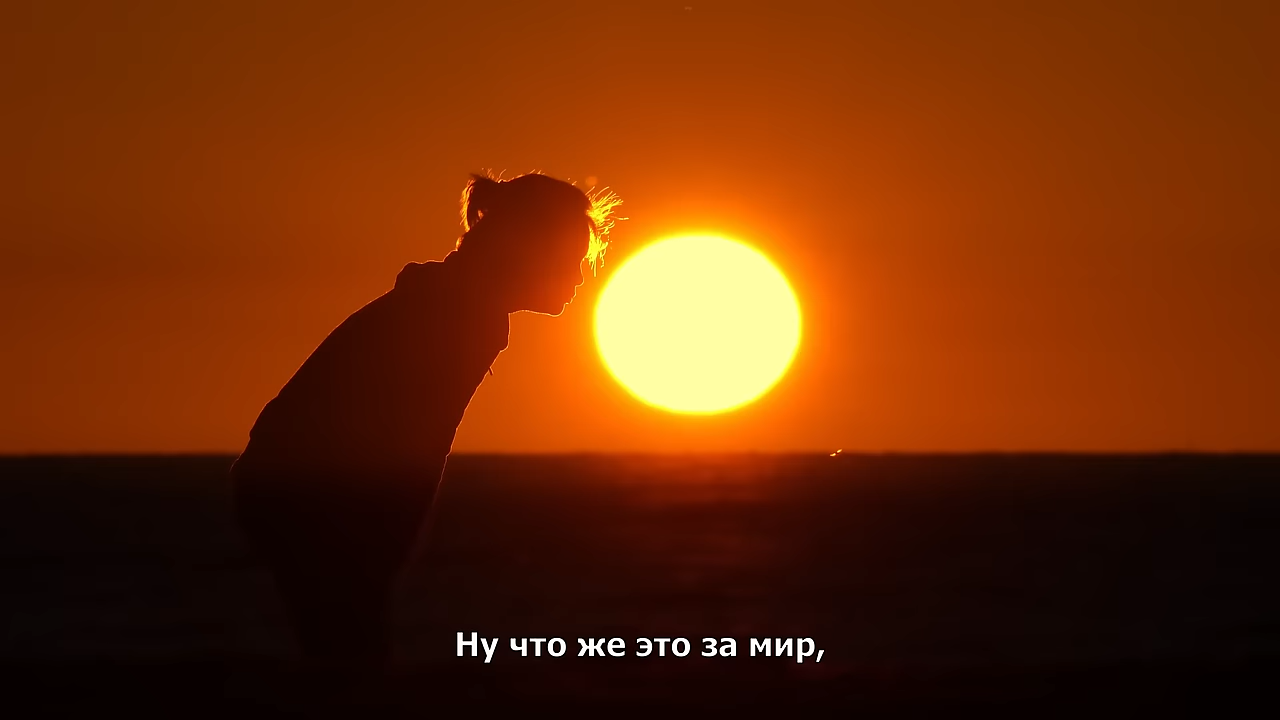 Ну что же это за мир,